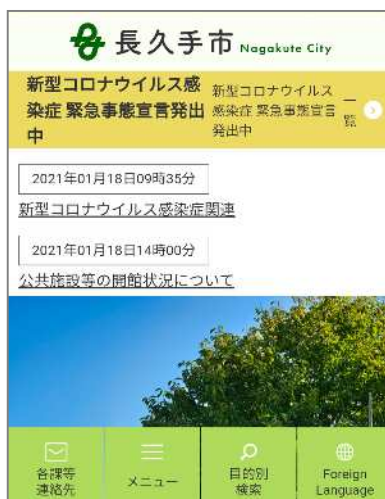 長久手市 Nagakute City
新型コロナウイルス感
染症 緊急事態宣言発出
中
新型コロナウイルス
感染症 緊急事態宣言
発出中
一
覧
2021年01月18日09時35分
新型コロナウイルス感染症関連
2021年01月18日14時00分
公共施設等の開館状況について
各課等
連絡先
メニュー
目的別
検索
Foreign
Language